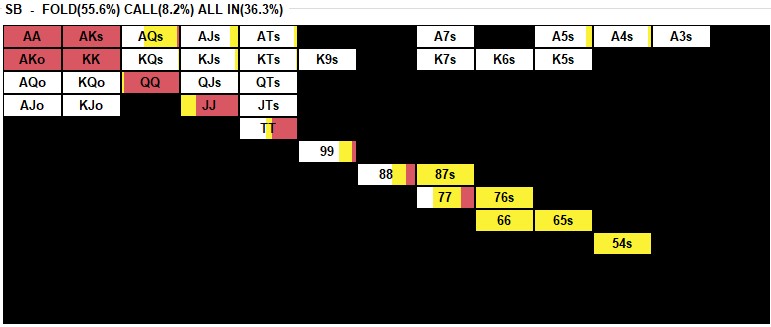 SB - FOLD(55.6%) CALL(8.2%) ALL IN(36.3%)
AA AKs AQs AJs ATs A7s A5s A4s A3s
AKo KK KQs KJs KTs K9s K7s K6s K5s
AQo KQo QQ QJs QTs
AJo KJo JJ JTs
TT
99
88 87s
77 76s
66 65s
54s